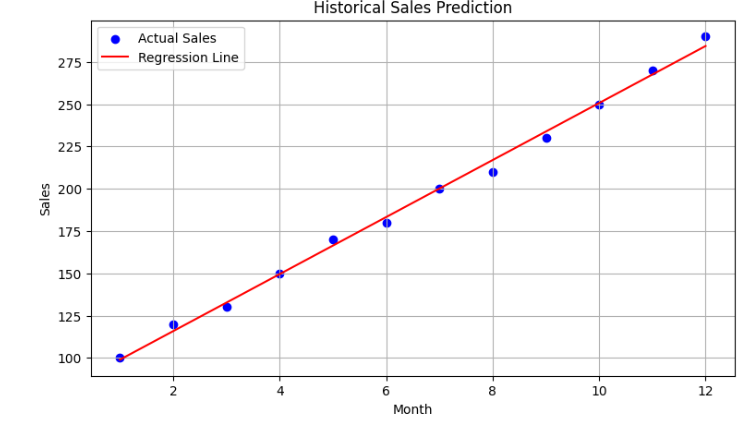 Historical Sales Prediction
Actual Sales
Regression Line
275
250
225
200
175
150
125
100
Sales
2 4 6 8 10 12
Month